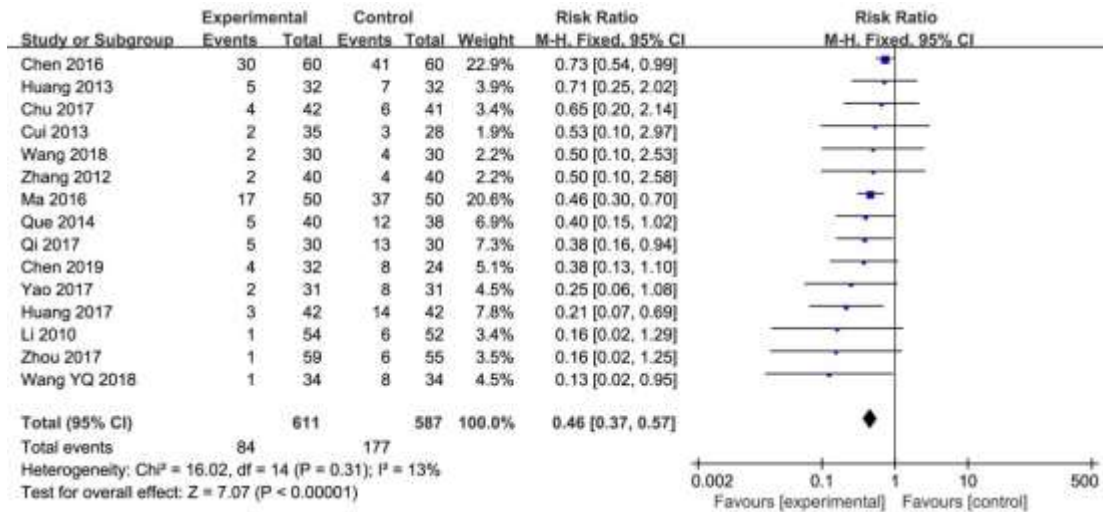 Experimental Control Risk Ratio Risk Ratio
Study or Subgroup Events Total Events Total Weight M-H, Fixed, 95% CI M-H, Fixed, 95% CI
Chen 2016 30 60 41 60 22.9% 0.73 [0.54, 0.99]
Huang 2013 5 32 7 32 3.9% 0.71 [0.25, 2.02]
Chu 2017 4 42 6 41 3.4% 0.65 [0.20, 2.14]
Cui 2013 2 35 3 28 1.9% 0.53 [0.10, 2.97]
Wang 2018 2 30 4 30 2.2% 0.50 [0.10, 2.53]
Zhang 2012 2 40 4 40 2.2% 0.50 [0.10, 2.58]
Ma 2016 17 50 37 50 20.6% 0.46 [0.30, 0.70]
Que 2014 5 40 12 38 6.9% 0.40 [0.15, 1.02]
Qi 2017 5 30 13 30 7.3% 0.38 [0.16, 0.94]
Chen 2019 4 32 8 24 5.1% 0.38 [0.13, 1.10]
Yao 2017 2 31 8 31 4.5% 0.25 [0.06, 1.08]
Huang 2017 3 42 14 42 7.8% 0.21 [0.07, 0.69]
Li 2010 1 54 6 52 3.4% 0.16 [0.02, 1.29]
Zhou 2017 1 59 6 55 3.5% 0.16 [0.02, 1.25]
Wang YQ 2018 1 34 8 34 4.5% 0.13 [0.02, 0.95]
Total (95% CI) 611 587 100.0% 0.46 [0.37, 0.57]
Total events 84 177
Heterogeneity: Chi² = 16.02, df = 14 (P = 0.31); I² = 13%
Test for overall effect: Z = 7.07 (P < 0.00001)
0.002 0.1 1 10 500
Favours [experimental] Favours [control]